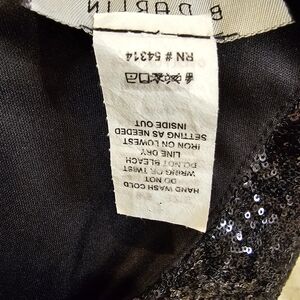 B DARLIN
HAND WASH COLD
DO NOT
WRING OR TWIST
DO NOT BLEACH
LINE DRY
IRON ON LOWEST
SETTING AS NEEDED
INSIDE OUT
RN # 54314